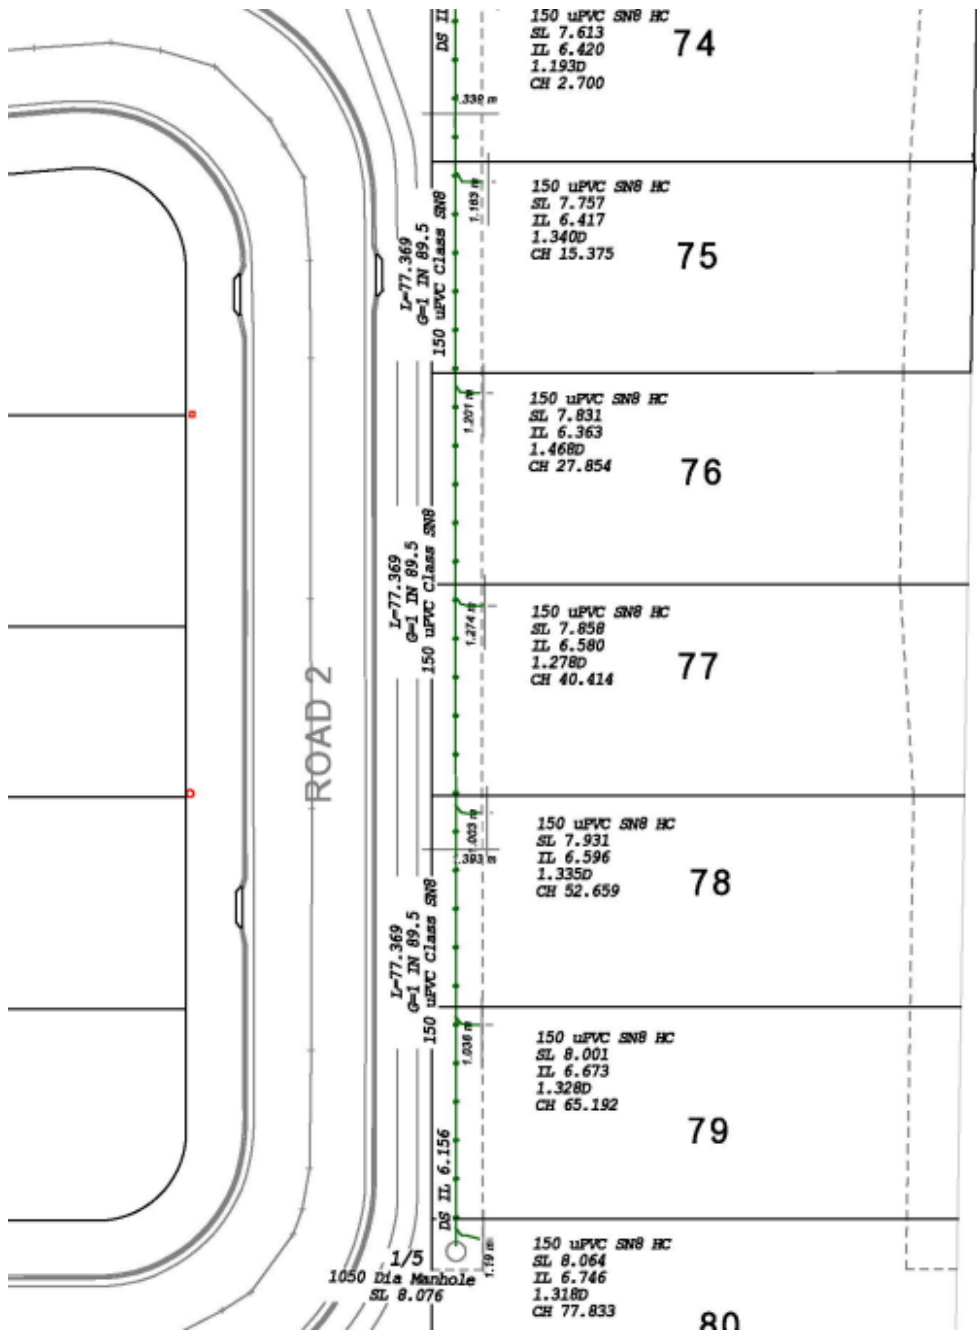 DS IL
150 uPVC SN8 HC
SL 7.613
IL 6.420
1.193D
CH 2.700
74
.339 m
150 uPVC SN8 HC
SL 7.757
IL 6.417
1.340D
CH 15.375
75
1.163 m
L=77.369
G=1 IN 89.5
150 uPVC Class SN8
150 uPVC SN8 HC
SL 7.831
IL 6.363
1.468D
CH 27.854
76
1.201 m
L=77.369
G=1 IN 89.5
150 uPVC Class SN8
150 uPVC SN8 HC
SL 7.858
IL 6.580
1.278D
CH 40.414
77
1.274 m
ROAD 2
150 uPVC SN8 HC
SL 7.931
IL 6.596
1.335D
CH 52.659
78
1.003 m
.393 m
L=77.369
G=1 IN 89.5
150 uPVC Class SN8
150 uPVC SN8 HC
SL 8.001
IL 6.673
1.328D
CH 65.192
79
1.036 m
DS IL 6.156
1/5
1050 Dia Manhole
SL 8.076
1.19 m
150 uPVC SN8 HC
SL 8.064
IL 6.746
1.318D
CH 77.833
80